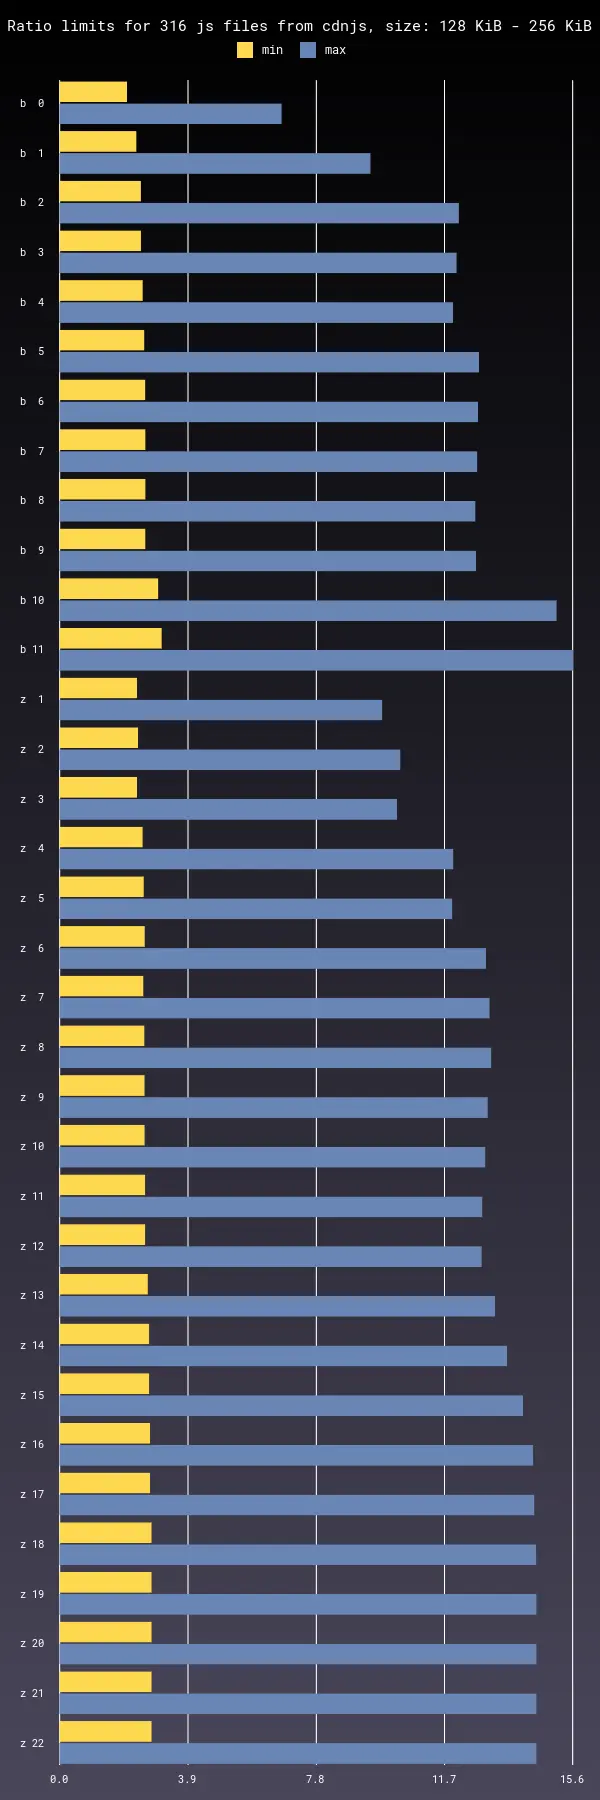 Ratio limits for 316 js files from cdnjs, size: 128 KiB - 256 KiB
min max
b 0
b 1
b 2
b 3
b 4
b 5
b 6
b 7
b 8
b 9
b 10
b 11
z 1
z 2
z 3
z 4
z 5
z 6
z 7
z 8
z 9
z 10
z 11
z 12
z 13
z 14
z 15
z 16
z 17
z 18
z 19
z 20
z 21
z 22
0.0 3.9 7.8 11.7 15.6